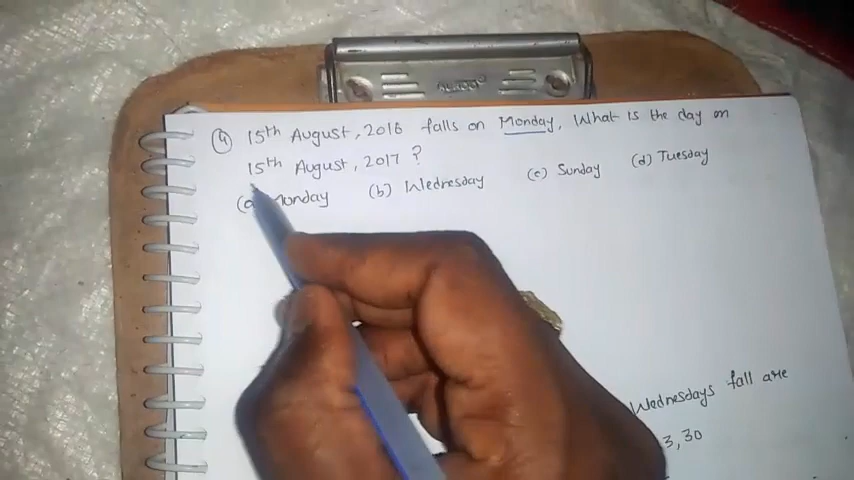 ④ 15th August, 2016 falls on Monday, What is the day on
15th August, 2017 ?
(a) Monday (b) Wednesday (c) Sunday (d) Tuesday
Wednesdays fall are
3,30